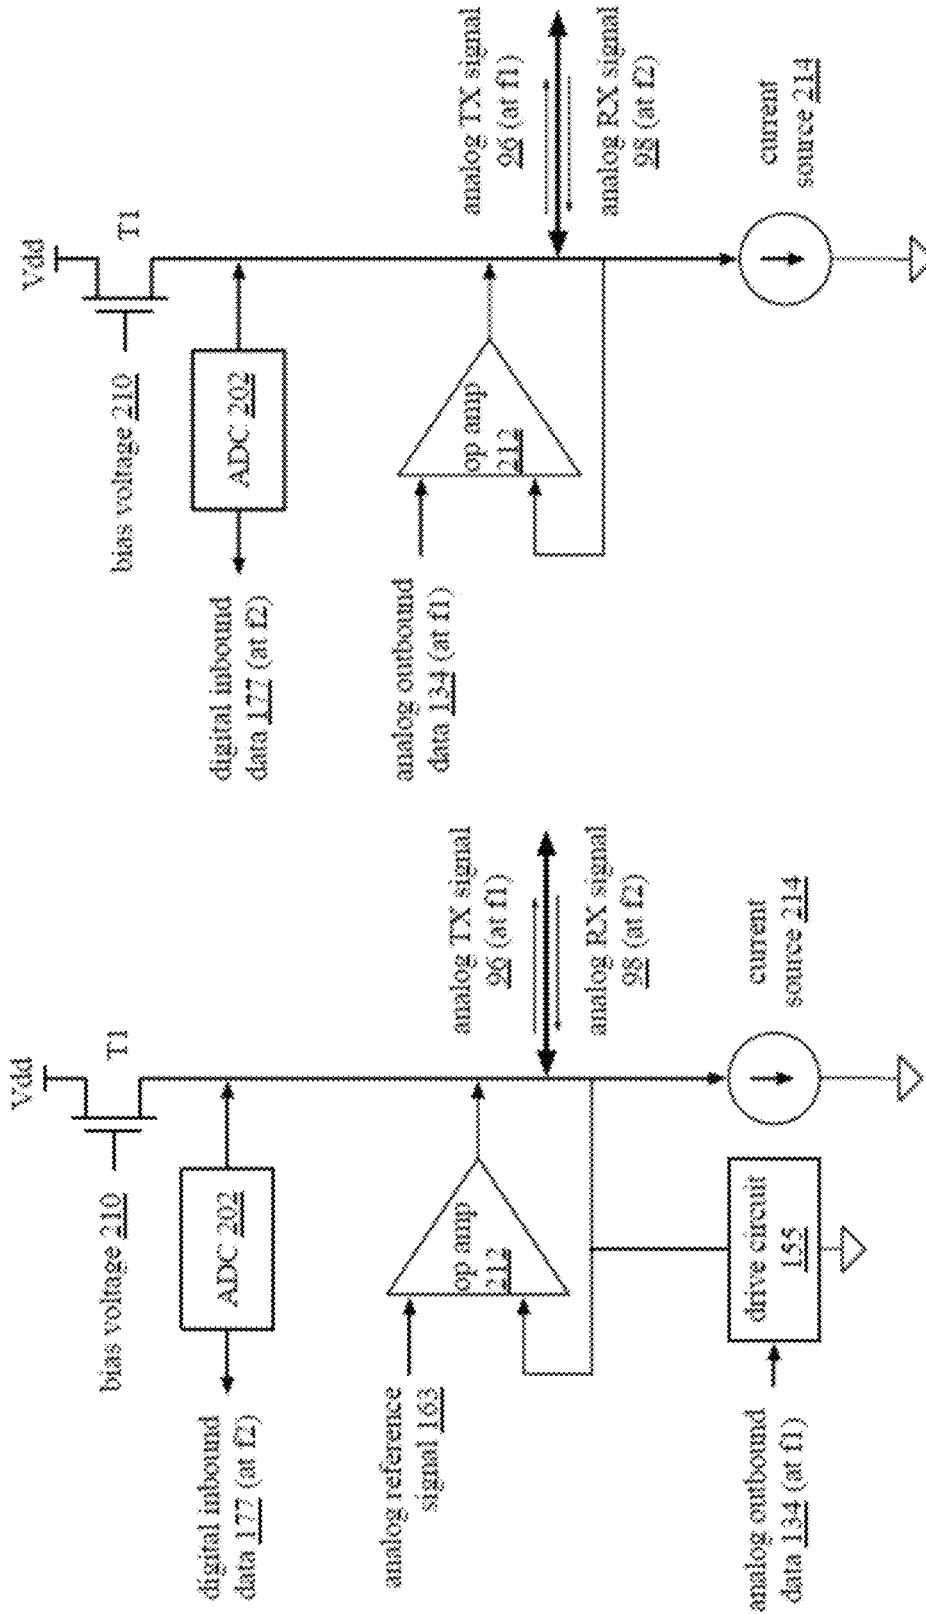 Vdd
T1
bias voltage 210
ADC 202
digital inbound
data 177 (at f2)
op amp
212
analog reference
signal 163
analog TX signal
96 (at f1)
analog RX signal
98 (at f2)
current
source 214
drive circuit
155
analog outbound
data 134 (at f1)
Vdd
T1
bias voltage 210
ADC 202
digital inbound
data 177 (at f2)
op amp
212
analog outbound
data 134 (at f1)
analog TX signal
96 (at f1)
analog RX signal
98 (at f2)
current
source 214